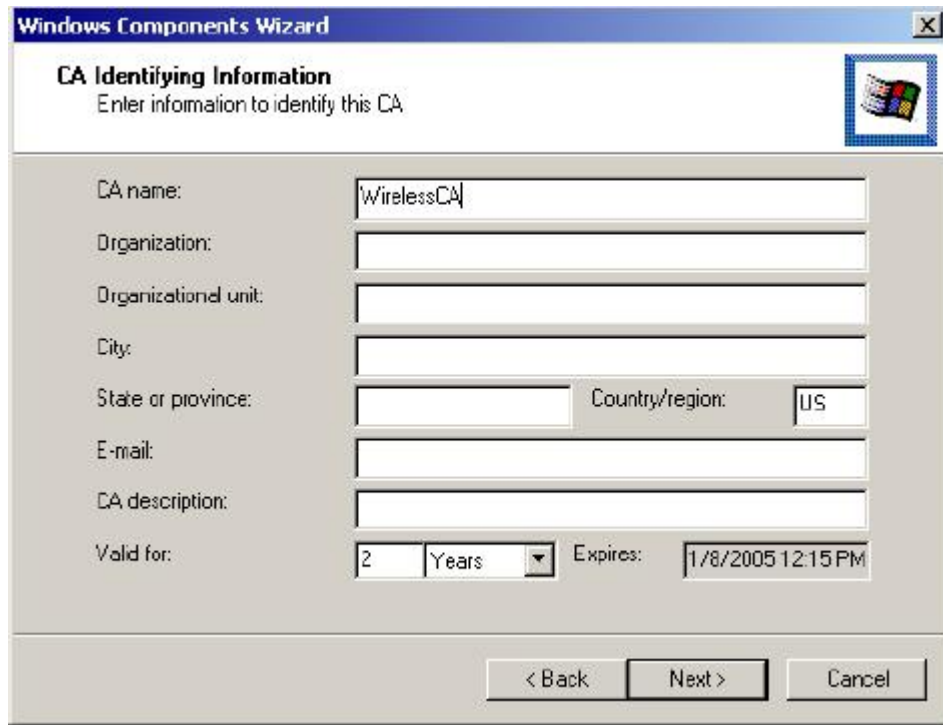 Windows Components Wizard
CA Identifying Information
Enter information to identify this CA
CA name: WirelessCA
Organization:
Organizational unit:
City:
State or province: Country/region: US
E-mail:
CA description:
Valid for: 2 Years Expires: 1/8/2005 12:15 PM
< Back Next > Cancel